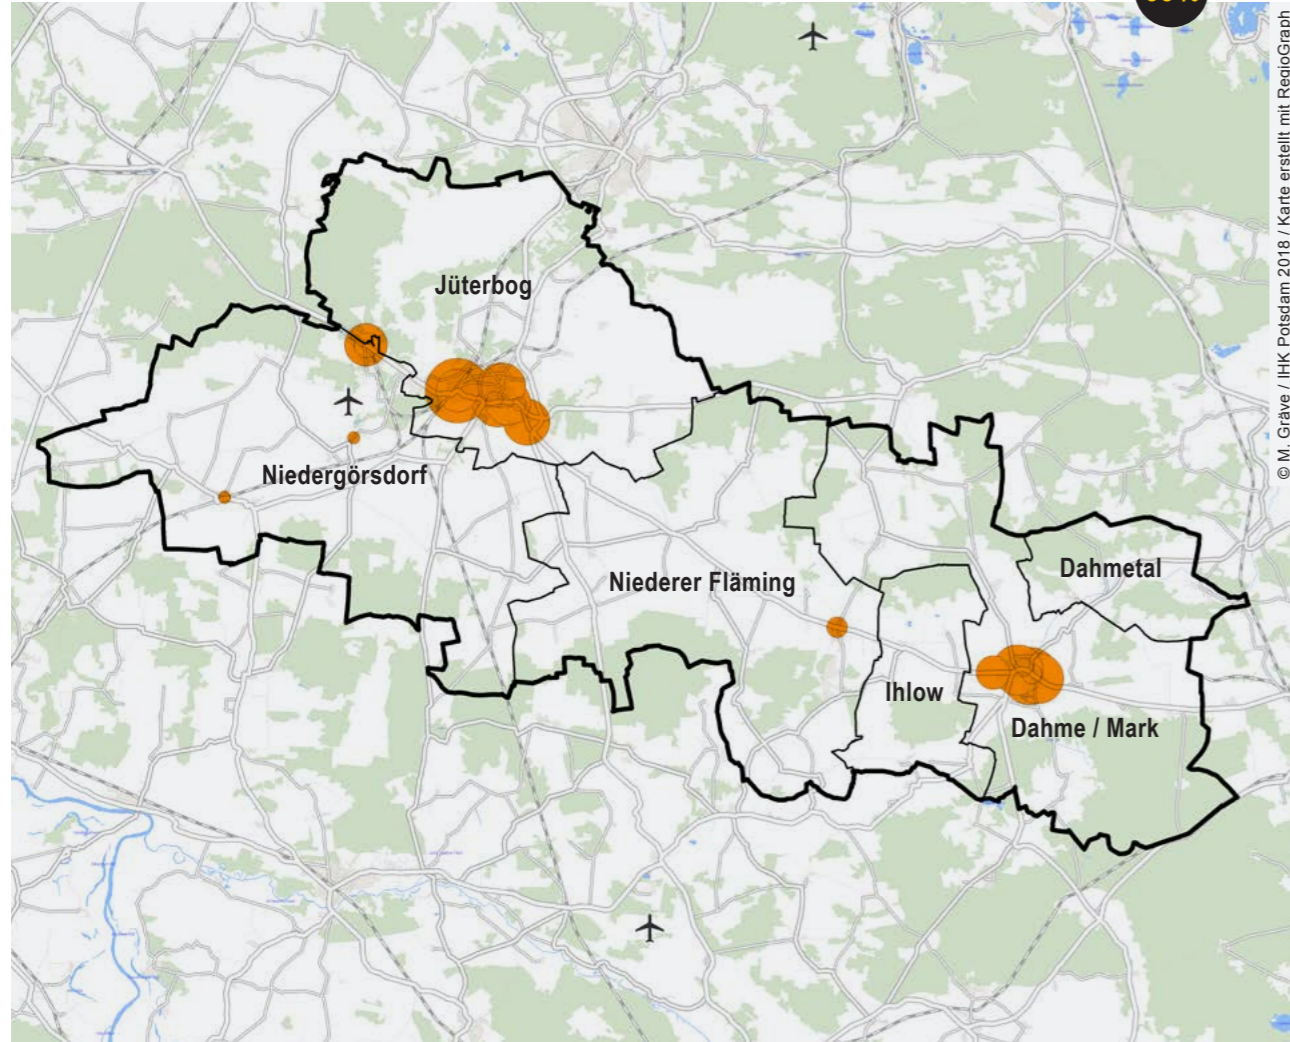 © M. Gräve / IHK Potsdam 2018 / Karte erstellt mit RegioGraph
Jüterbog
Niedergörsdorf
Niederer Fläming
Dahmetal
Ihlow
Dahme / Mark